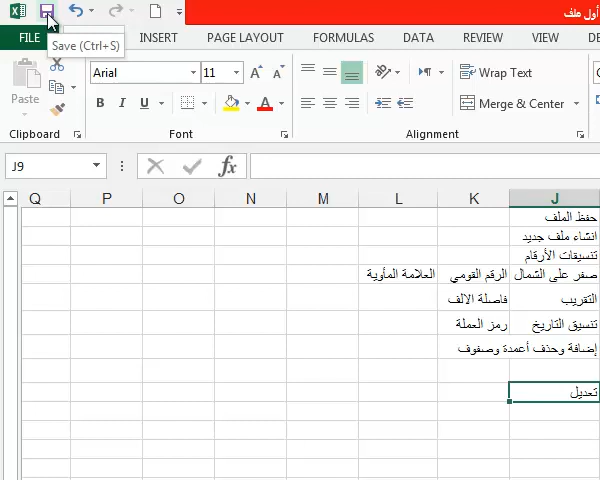 أول ملف
FILE
INSERT
PAGE LAYOUT
FORMULAS
DATA
REVIEW
VIEW
Save (Ctrl+S)
Paste
Arial
11
Wrap Text
B I U
Merge & Center
Clipboard
Font
Alignment
J9
fx
Q P O N M L K J
حفظ الملف
انشاء ملف جديد
تنسيقات الأرقام
صفر على الشمال الرقم القومي العلامة المأوية
التقريب فاصلة الالف
تنسيق التاريخ رمز العملة
إضافة وحذف أعمدة وصفوف
تعديل